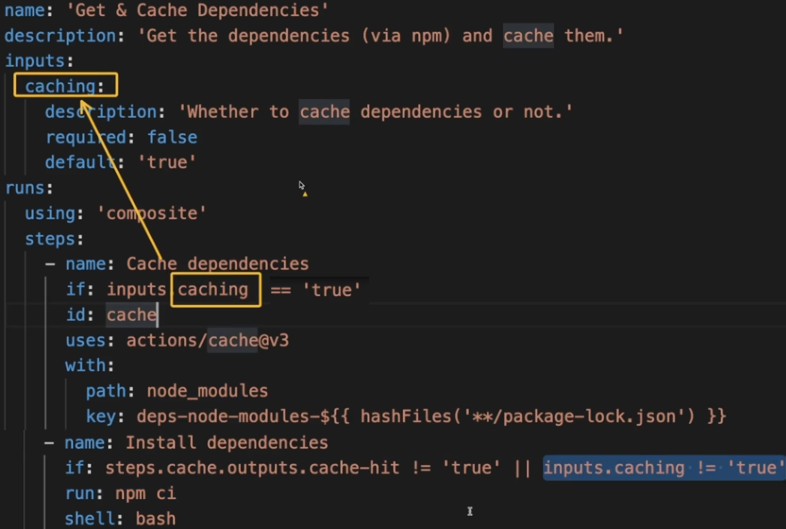 name: 'Get & Cache Dependencies'
description: 'Get the dependencies (via npm) and cache them.'
inputs:
  caching:
    description: 'Whether to cache dependencies or not.'
    required: false
    default: 'true'
runs:
  using: 'composite'
  steps:
    - name: Cache dependencies
      if: inputs.caching == 'true'
      id: cache
      uses: actions/cache@v3
      with:
        path: node_modules
        key: deps-node-modules-${{ hashFiles('**/package-lock.json') }}
    - name: Install dependencies
      if: steps.cache.outputs.cache-hit != 'true' || inputs.caching != 'true'
      run: npm ci
      shell: bash